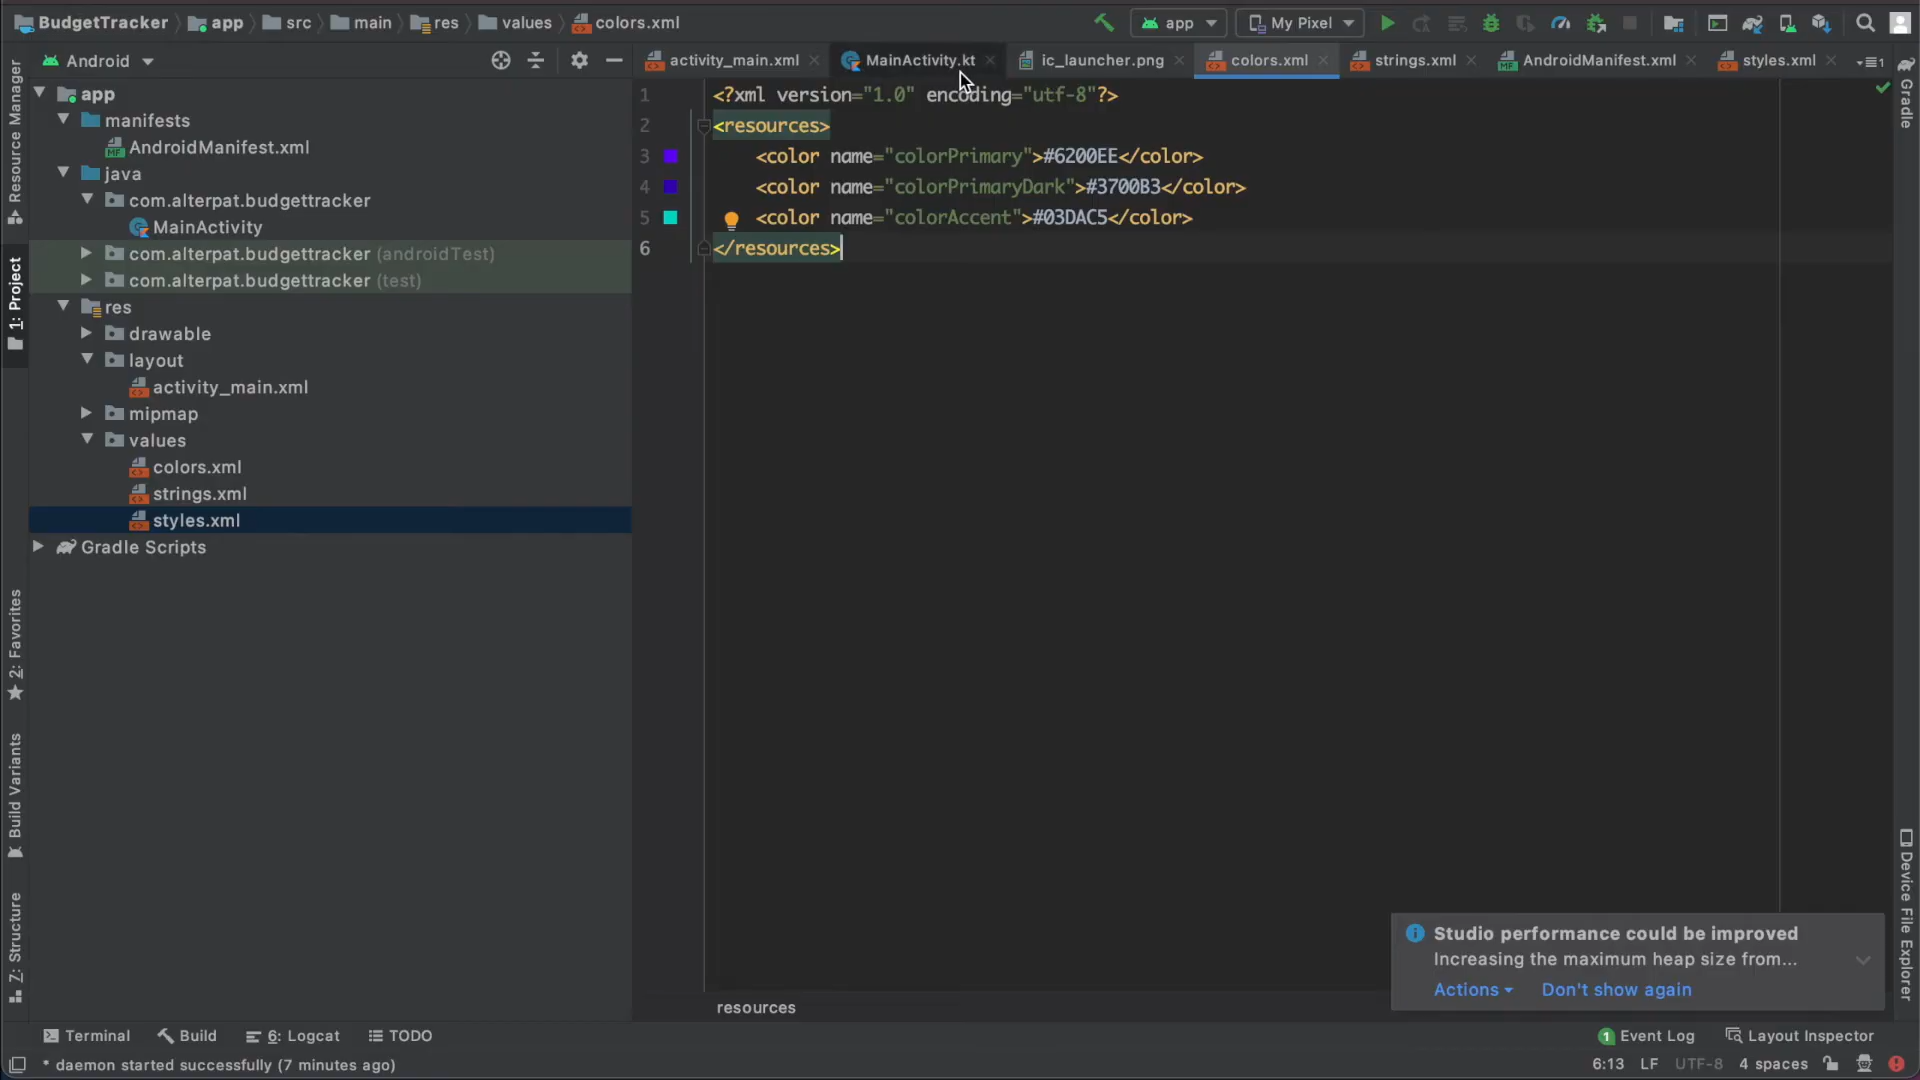 BudgetTracker app src main res values colors.xml app My Pixel
Android
activity_main.xml MainActivity.kt ic_launcher.png colors.xml strings.xml AndroidManifest.xml styles.xml 1
Resource Manager
1: Project
2: Favorites
Build Variants
Z: Structure
app
manifests
AndroidManifest.xml
java
com.alterpat.budgettracker
MainActivity
com.alterpat.budgettracker (androidTest)
com.alterpat.budgettracker (test)
res
drawable
layout
activity_main.xml
mipmap
values
colors.xml
strings.xml
styles.xml
Gradle Scripts
1 <?xml version="1.0" encoding="utf-8"?>
2 <resources>
3 <color name="colorPrimary">#6200EE</color>
4 <color name="colorPrimaryDark">#3700B3</color>
5 <color name="colorAccent">#03DAC5</color>
6 </resources>
Gradle
Device File Explorer
Studio performance could be improved
Increasing the maximum heap size from...
Actions Don't show again
resources
Terminal Build 6: Logcat TODO 1 Event Log Layout Inspector
* daemon started successfully (7 minutes ago) 6:13 LF UTF-8 4 spaces